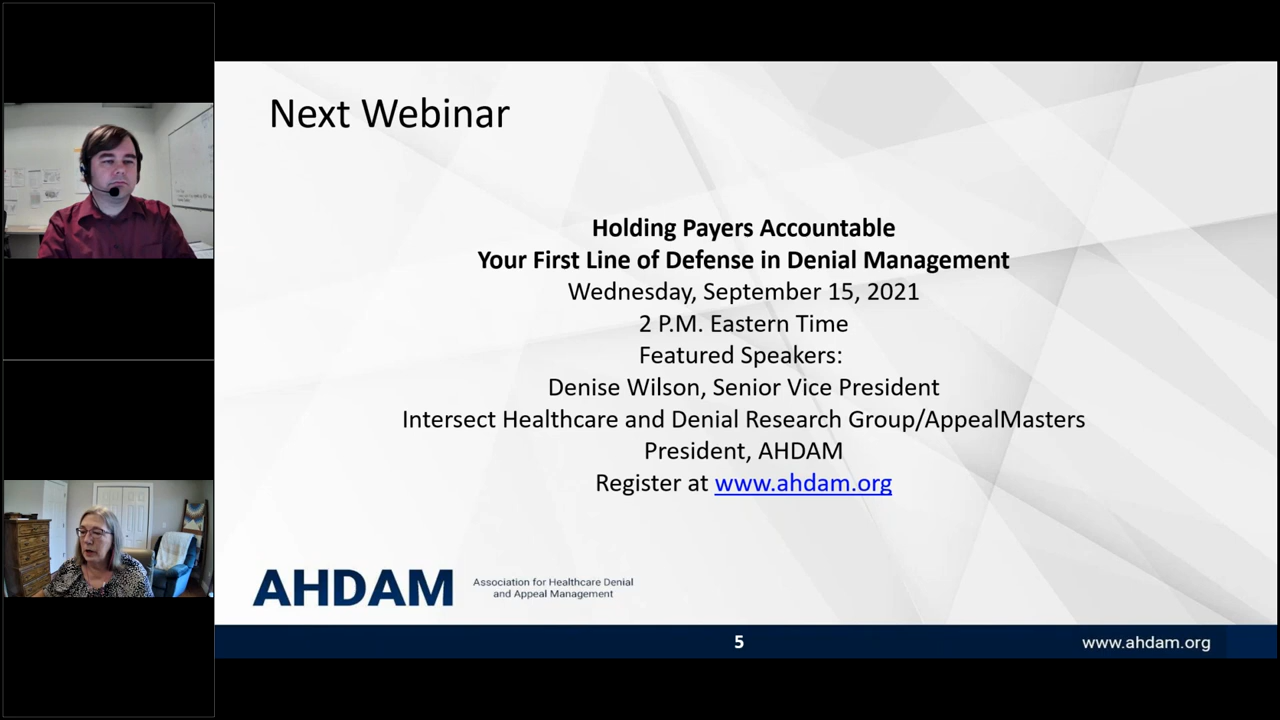 Next Webinar
Holding Payers Accountable
Your First Line of Defense in Denial Management
Wednesday, September 15, 2021
2 P.M. Eastern Time
Featured Speakers:
Denise Wilson, Senior Vice President
Intersect Healthcare and Denial Research Group/AppealMasters
President, AHDAM
Register at www.ahdam.org
AHDAM
Association for Healthcare Denial
and Appeal Management
5
www.ahdam.org